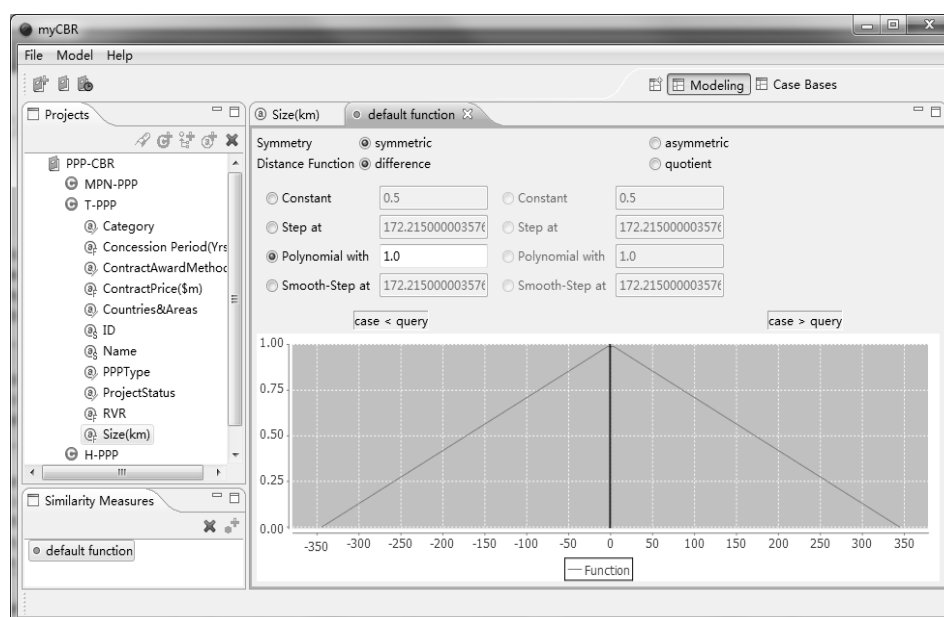 myCBR
File Model Help
Modeling Case Bases
Projects
PPP-CBR
MPN-PPP
T-PPP
Category
Concession Period(Yrs
ContractAwardMethod
ContractPrice($m)
Countries&Areas
ID
Name
PPPType
ProjectStatus
RVR
Size(km)
H-PPP
Similarity Measures
default function
Size(km) default function
Symmetry symmetric asymmetric
Distance Function difference quotient
Constant 0.5 Constant 0.5
Step at 172.21500000357 Step at 172.21500000357
Polynomial with 1.0 Polynomial with 1.0
Smooth-Step at 172.21500000357 Smooth-Step at 172.21500000357
case < query case > query
1.00
0.75
0.50
0.25
0.00
-350 -300 -250 -200 -150 -100 -50 0 50 100 150 200 250 300 350
Function